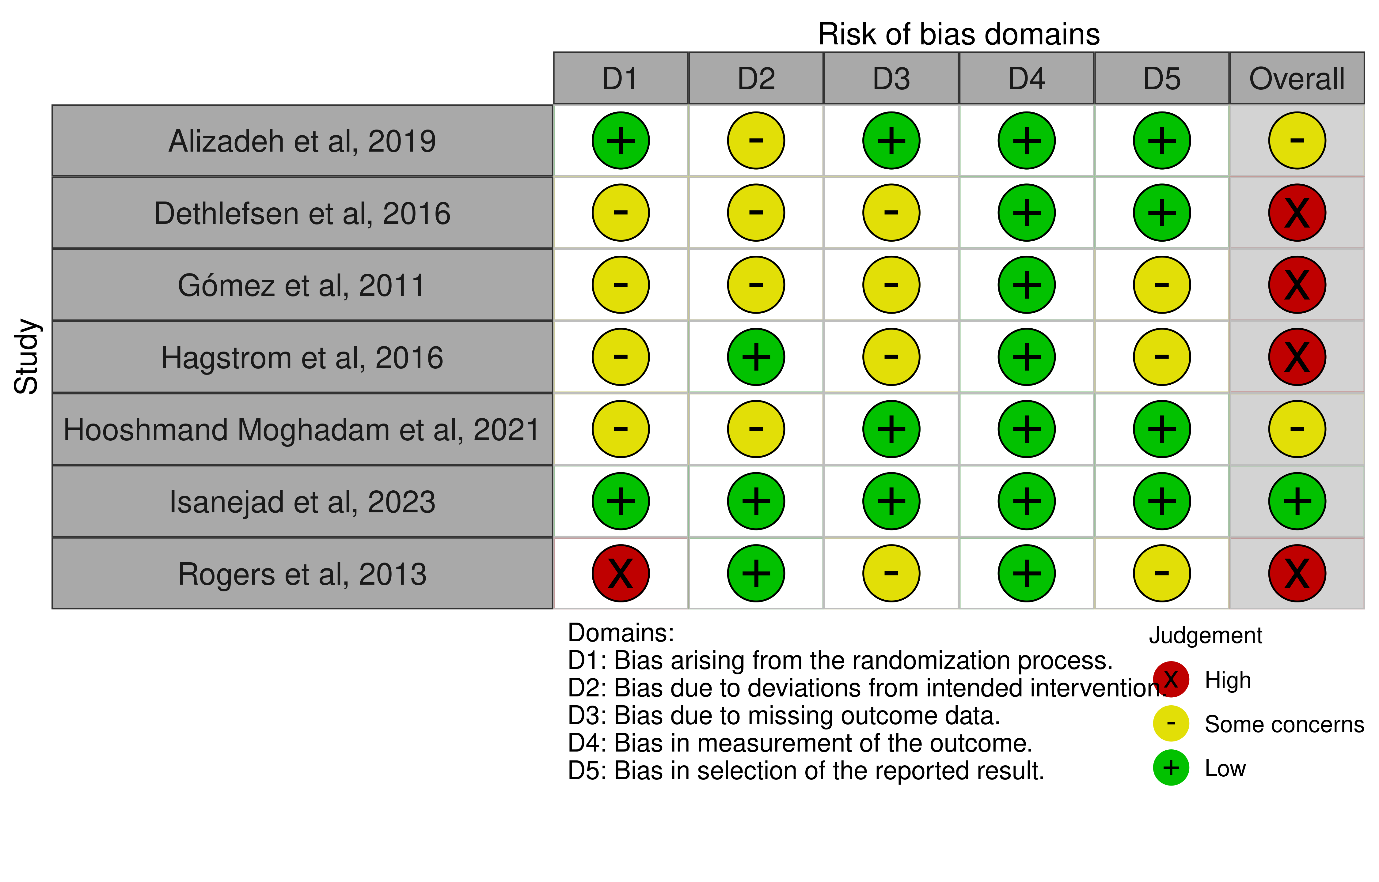 Risk of bias domains
D1 D2 D3 D4 D5 Overall
Study
Alizadeh et al, 2019 + - + + + -
Dethlefsen et al, 2016 - - - + + X
Gómez et al, 2011 - - - + - X
Hagstrom et al, 2016 - + - + - X
Hooshmand Moghadam et al, 2021 - - + + + -
Isanejad et al, 2023 + + + + + +
Rogers et al, 2013 X + - + - X
Domains:
D1: Bias arising from the randomization process.
D2: Bias due to deviations from intended intervention.
D3: Bias due to missing outcome data.
D4: Bias in measurement of the outcome.
D5: Bias in selection of the reported result.
Judgement
X High
- Some concerns
+ Low